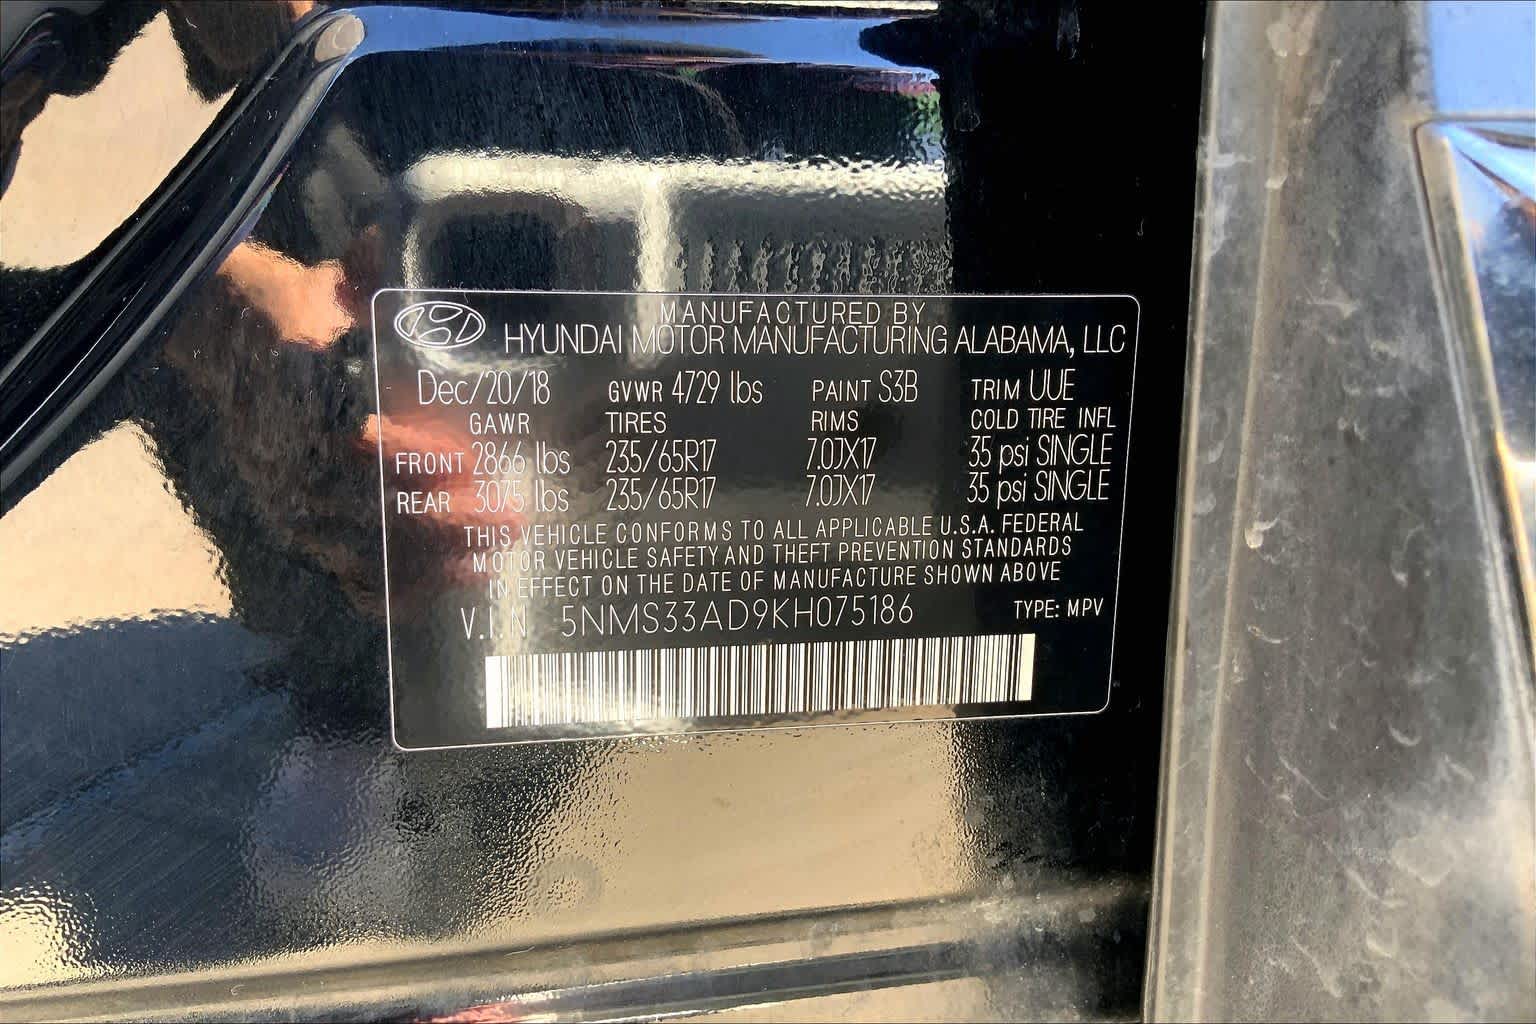 MANUFACTURED BY
HYUNDAI MOTOR MANUFACTURING ALABAMA, LLC
Dec/20/18 GVWR 4729 lbs PAINT S3B TRIM UUE
GAWR TIRES RIMS COLD TIRE INFL
FRONT 2866 lbs 235/65R17 7.0JX17 35 psi SINGLE
REAR 3075 lbs 235/65R17 7.0JX17 35 psi SINGLE
THIS VEHICLE CONFORMS TO ALL APPLICABLE U.S.A. FEDERAL
MOTOR VEHICLE SAFETY AND THEFT PREVENTION STANDARDS
IN EFFECT ON THE DATE OF MANUFACTURE SHOWN ABOVE
V.I.N 5NMS33AD9KH075186 TYPE: MPV